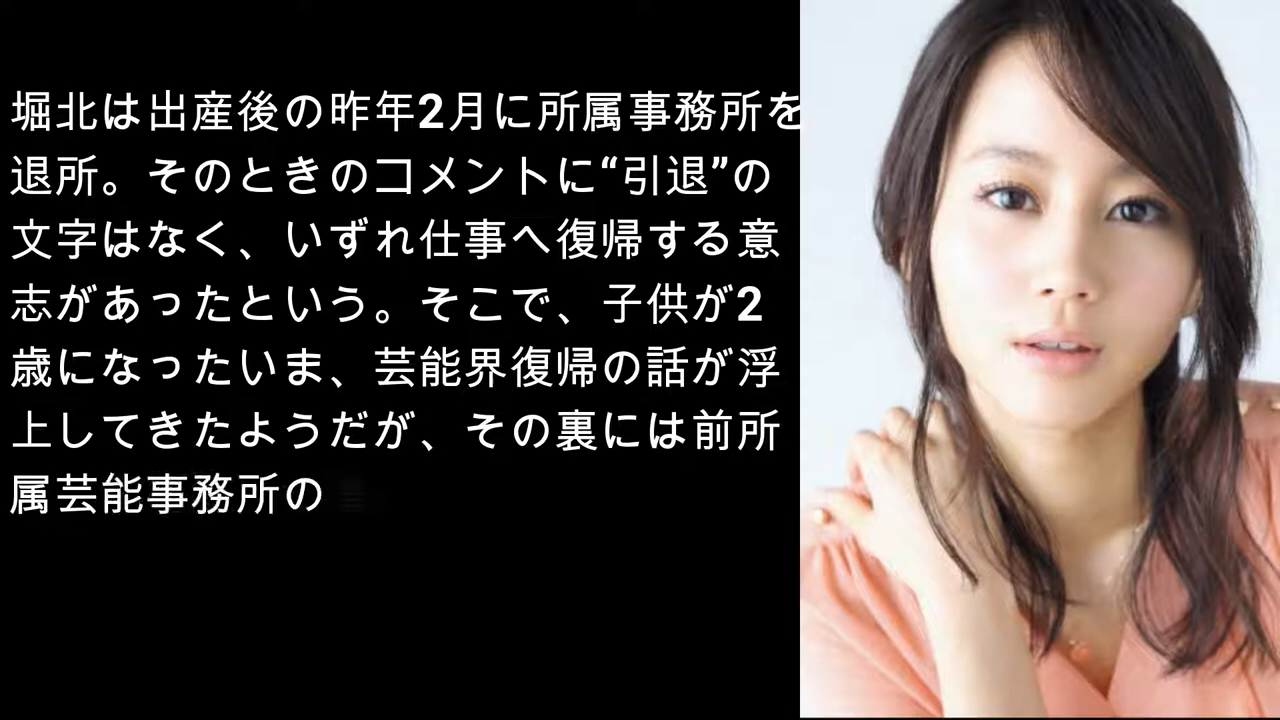 堀北は出産後の昨年2月に所属事務所を
退所。そのときのコメントに“引退”の
文字はなく、いずれ仕事へ復帰する意
志があったという。そこで、子供が2
歳になったいま、芸能界復帰の話が浮
上してきたようだが、その裏には前所
属芸能事務所の